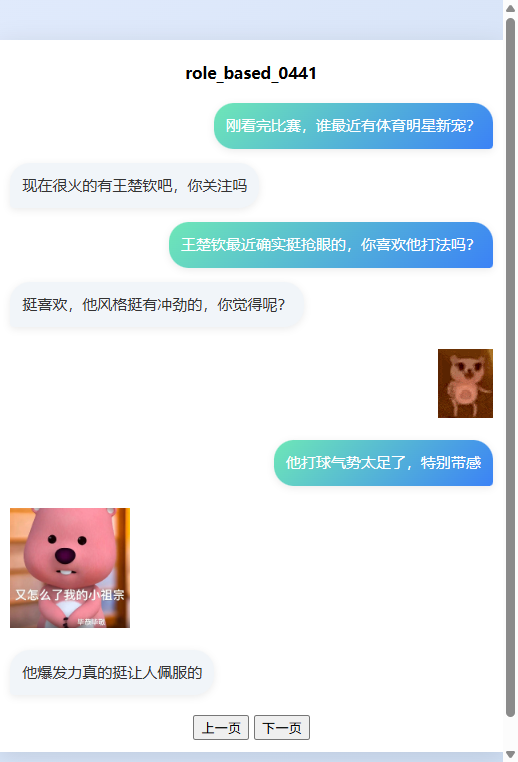 role_based_0441
刚看完比赛，谁最近有体育明星新宠？
现在很火的有王楚钦吧，你关注吗
王楚钦最近确实挺抢眼的，你喜欢他打法吗？
挺喜欢，他风格挺有冲劲的，你觉得呢？
他打球气势太足了，特别带感
又怎么了我的小祖宗
毕恭毕敬
他爆发力真的挺让人佩服的
上一页 下一页